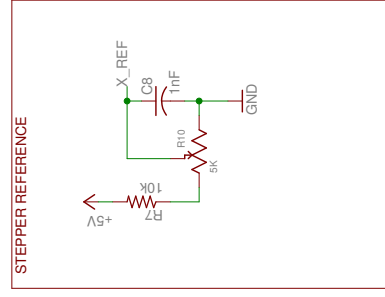 STEPPER REFERENCE
X_REF
C8
1nF
GND
R10
5K
10k
R7
+5V